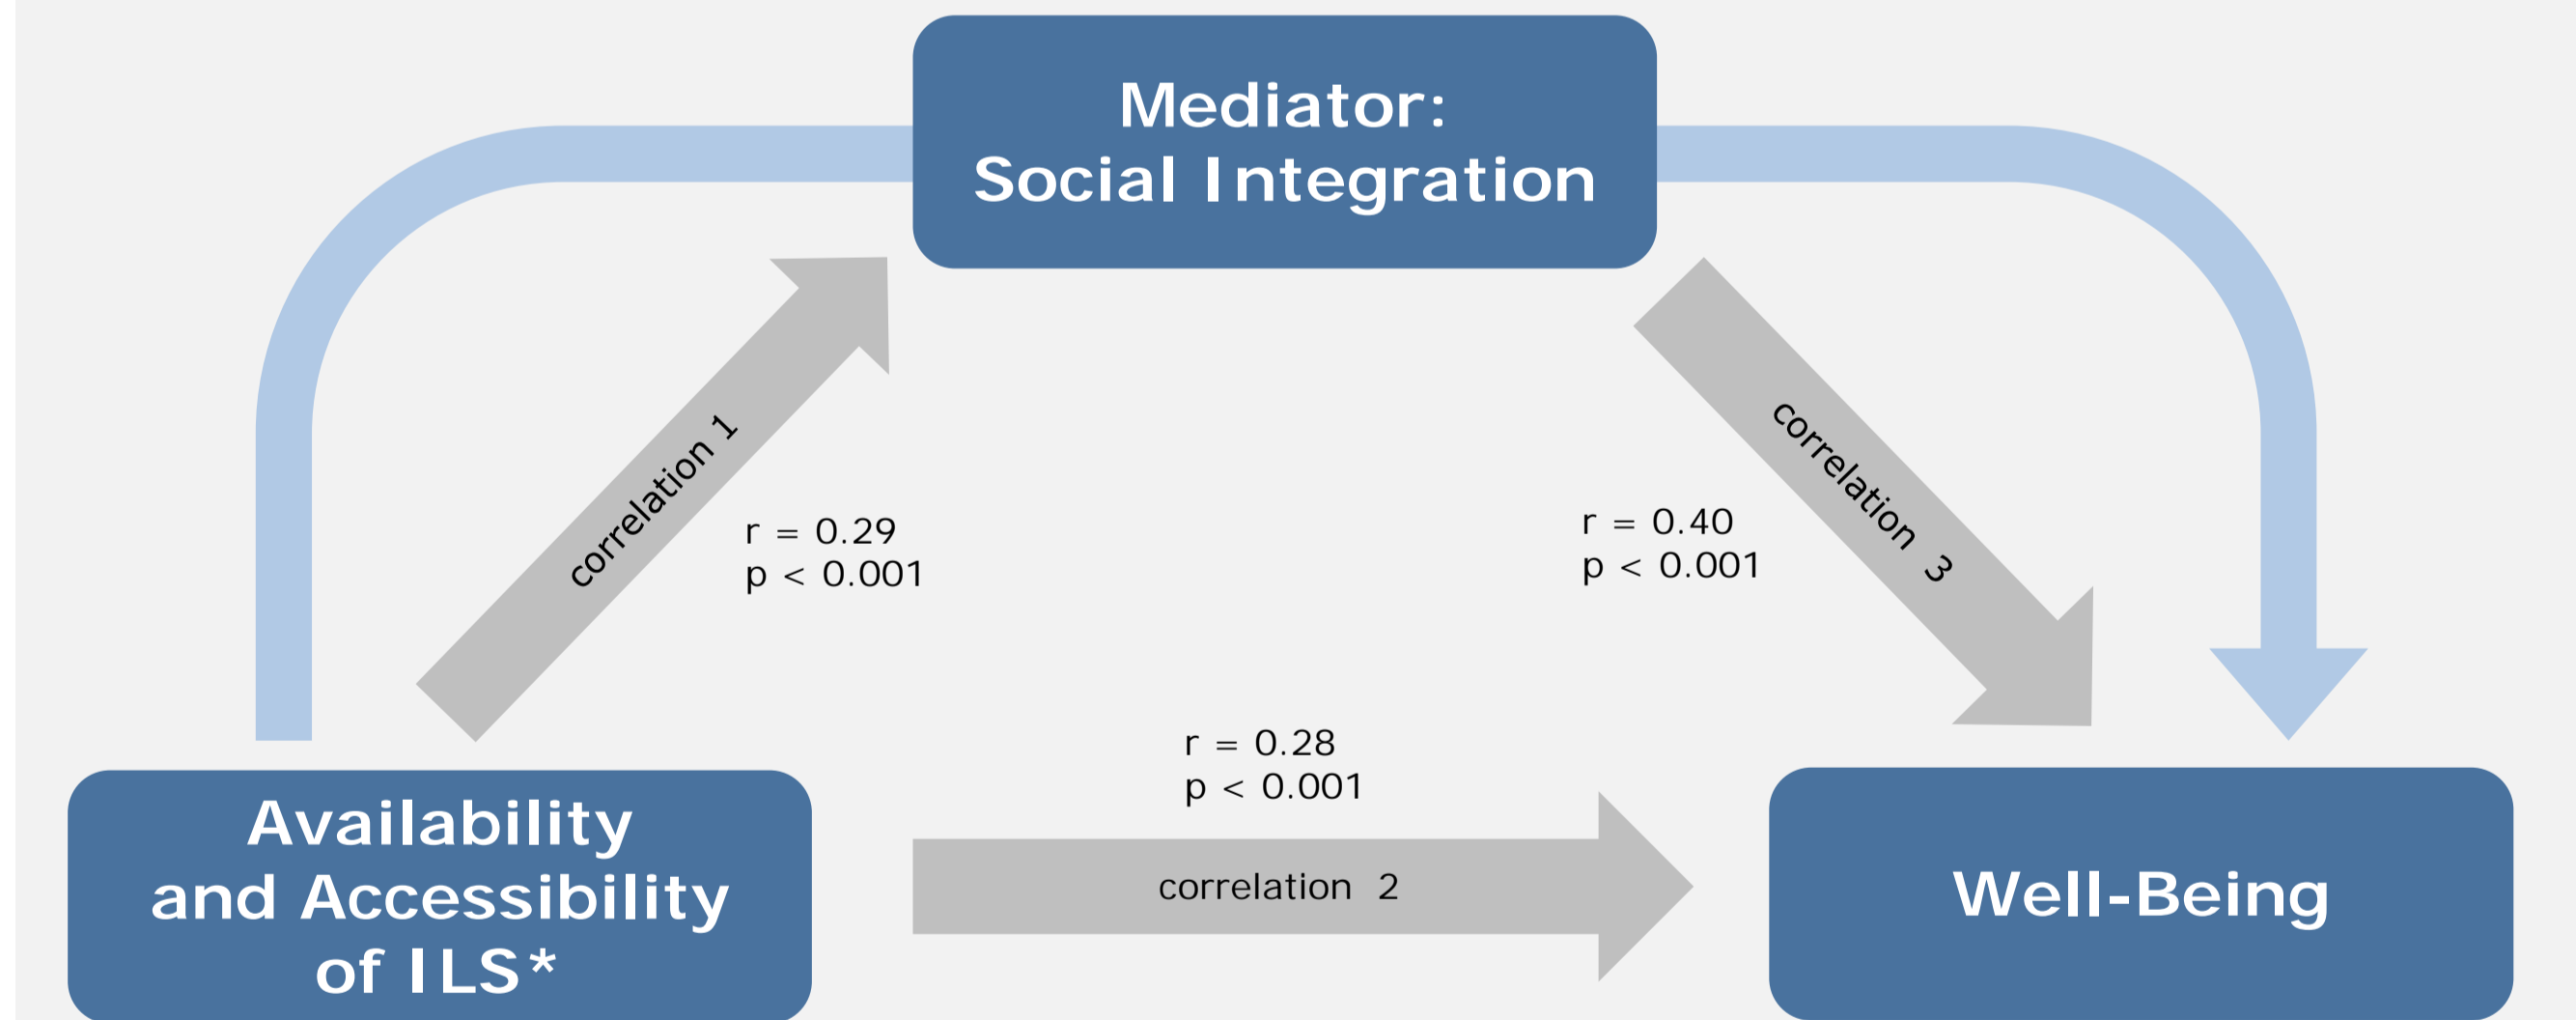 Mediator:
Social Integration
correlation 1
r = 0.29
p < 0.001
r = 0.40
p < 0.001
correlation 3
r = 0.28
p < 0.001
correlation 2
Availability
and Accessibility
of ILS*
Well-Being